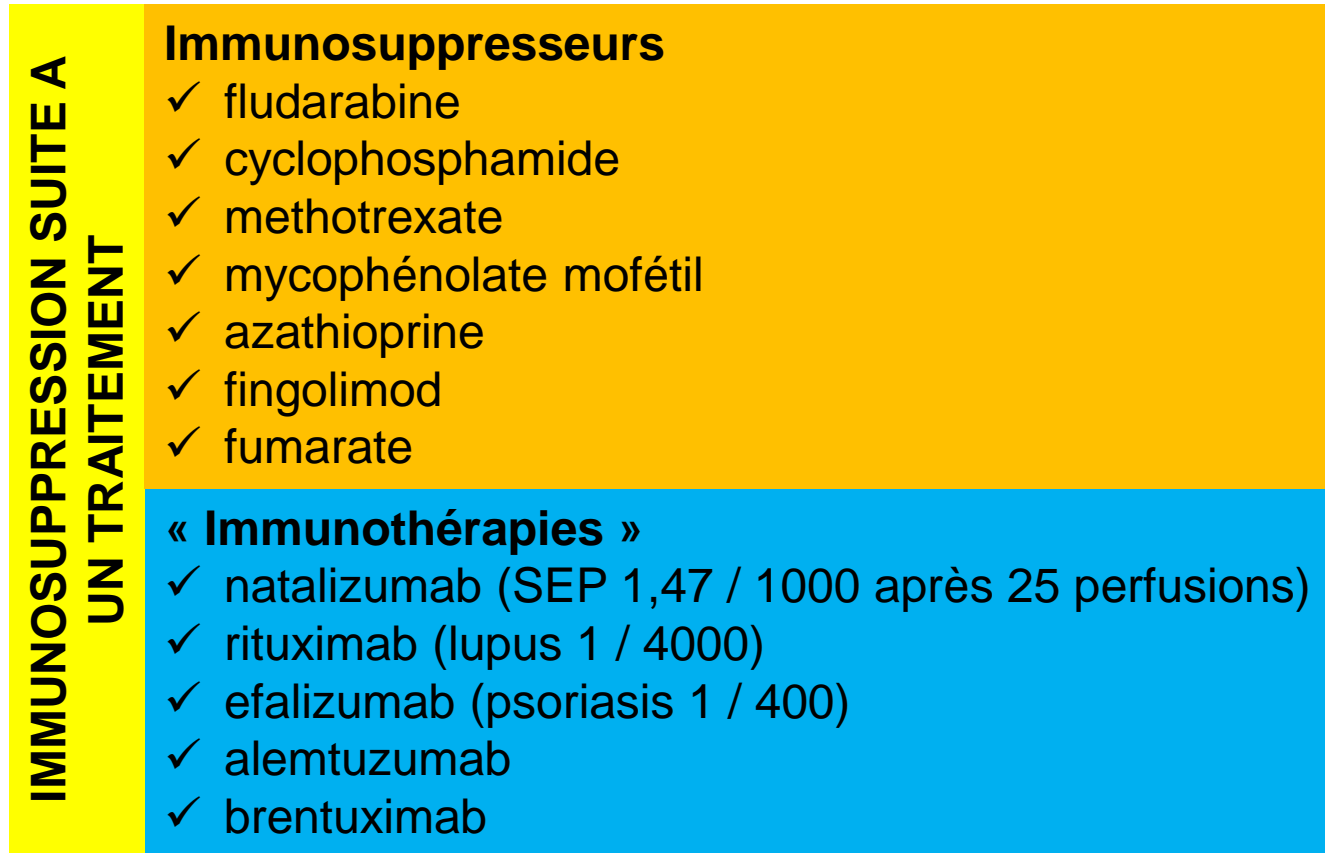 IMMUNOSUPPRESSION SUITE A
UN TRAITEMENT
Immunosuppresseurs
✓ fludarabine
✓ cyclophosphamide
✓ methotrexate
✓ mycophénolate mofétil
✓ azathioprine
✓ fingolimod
✓ fumarate
« Immunothérapies »
✓ natalizumab (SEP 1,47 / 1000 après 25 perfusions)
✓ rituximab (lupus 1 / 4000)
✓ efalizumab (psoriasis 1 / 400)
✓ alemtuzumab
✓ brentuximab